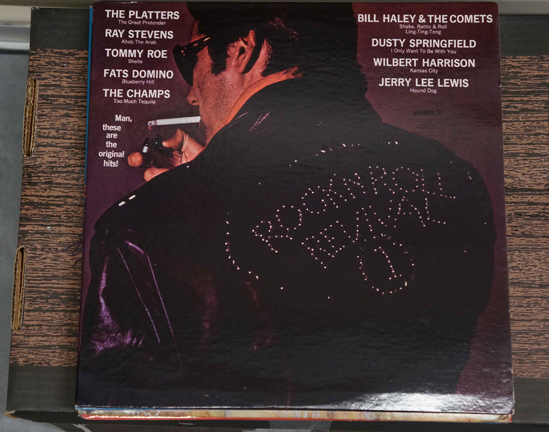 THE PLATTERS
The Great Pretender
RAY STEVENS
Ahab The Arab
TOMMY ROE
Sheila
FATS DOMINO
Blueberry Hill
THE CHAMPS
Too Much Tequila
Man,
these
are
the
original
hits!
BILL HALEY & THE COMETS
Shake, Rattle & Roll
Ling-Ting-Tong
DUSTY SPRINGFIELD
I Only Want To Be With You
WILBERT HARRISON
Kansas City
JERRY LEE LEWIS
Hound Dog
ROCK N ROLL
REVIVAL